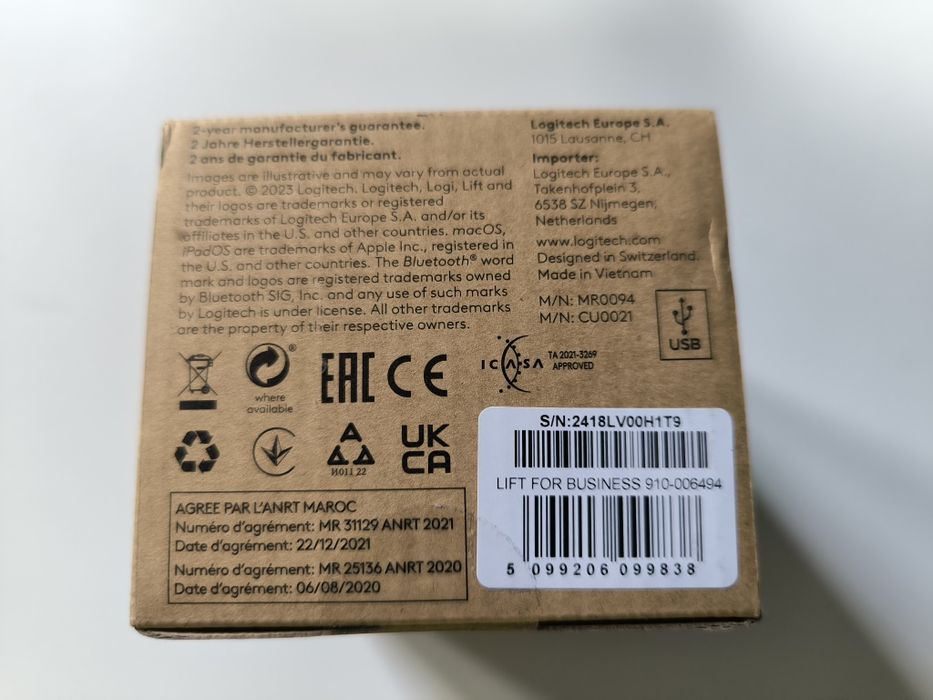 2-year manufacturer's guarantee.
2 Jahre Herstellergarantie.
2 ans de garantie du fabricant.
Images are illustrative and may vary from actual
product. © 2023 Logitech. Logitech, Logi, Lift and
their logos are trademarks or registered
trademarks of Logitech Europe S.A. and/or its
affiliates in the U.S. and other countries. macOS,
iPadOS are trademarks of Apple Inc., registered in
the U.S. and other countries. The Bluetooth® word
mark and logos are registered trademarks owned
by Bluetooth SIG, Inc. and any use of such marks
by Logitech is under license. All other trademarks
are the property of their respective owners.
Logitech Europe S.A.
1015 Lausanne, CH
Importer:
Logitech Europe S.A.,
Takenhofplein 3,
6538 SZ Nijmegen,
Netherlands
www.logitech.com
Designed in Switzerland.
Made in Vietnam
M/N: MR0094
M/N: CU0021
USB
®
where
available
EAC
CE
ICASA
TA 2021-3269
APPROVED
И011 22
UK
CA
AGREE PAR L'ANRT MAROC
Numéro d'agrément: MR 31129 ANRT 2021
Date d'agrément: 22/12/2021
Numéro d'agrément: MR 25136 ANRT 2020
Date d'agrément: 06/08/2020
S/N:2418LV00H1T9
LIFT FOR BUSINESS 910-006494
5 099206 099838